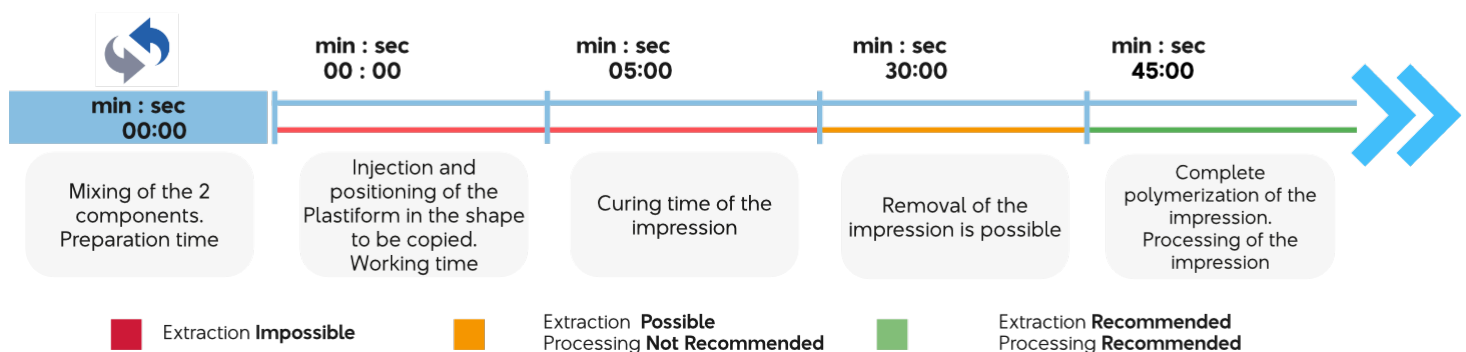 min : sec
00:00
min : sec
00 : 00
min : sec
05:00
min : sec
30:00
min : sec
45:00
Mixing of the 2
components.
Preparation time
Injection and
positioning of the
Plastiform in the shape
to be copied.
Working time
Curing time of the
impression
Removal of the
impression is possible
Complete
polymerization of the
impression.
Processing of the
impression
Extraction Impossible
Extraction Possible
Processing Not Recommended
Extraction Recommended
Processing Recommended